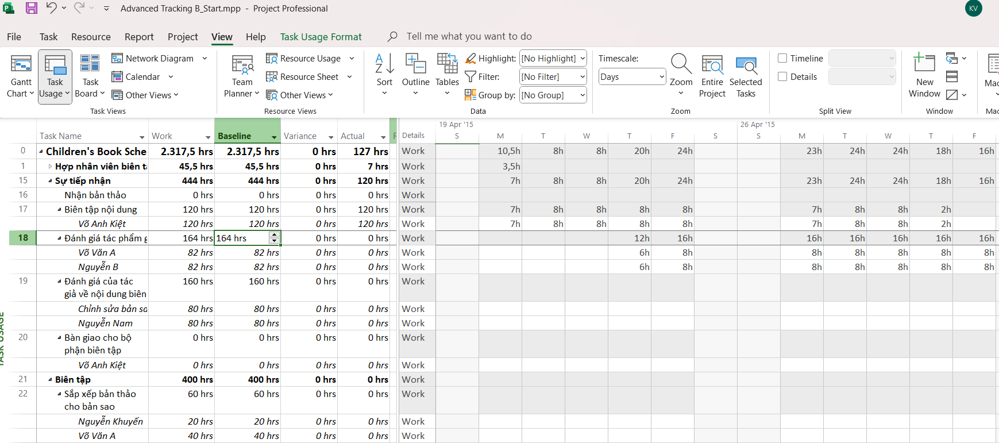 Advanced Tracking B_Start.mpp - Project Professional
KV
File Task Resource Report Project View Help Task Usage Format Tell me what you want to do
Gantt Chart
Task Usage
Task Board
Network Diagram
Calendar
Other Views
Task Views
Team Planner
Resource Usage
Resource Sheet
Other Views
Resource Views
Sort
Outline
Tables
Highlight: [No Highlight]
Filter: [No Filter]
Group by: [No Group]
Data
Timescale:
Days
Zoom
Entire Project
Selected Tasks
Zoom
Timeline
Details
Split View
New Window
Window
Mac
Mac
19 Apr '15 26 Apr '15
Task Name Work Baseline Variance Actual Details S M T W T F S S M T W T F
0 Children's Book Sche 2.317,5 hrs 2.317,5 hrs 0 hrs 127 hrs Work 10,5h 8h 8h 20h 24h 23h 24h 24h 18h 16h
1 Hợp nhân viên biên tậ 45,5 hrs 45,5 hrs 0 hrs 7 hrs Work 3,5h
15 Sự tiếp nhận 444 hrs 444 hrs 0 hrs 120 hrs Work 7h 8h 8h 20h 24h 23h 24h 24h 18h 16h
16 Nhận bản thảo 0 hrs 0 hrs 0 hrs 0 hrs Work
17 Biên tập nội dung 120 hrs 120 hrs 0 hrs 120 hrs Work 7h 8h 8h 8h 8h 7h 8h 8h 2h
Võ Anh Kiệt 120 hrs 120 hrs 0 hrs 120 hrs Work 7h 8h 8h 8h 8h 7h 8h 8h 2h
18 Đánh giá tác phẩm g 164 hrs 164 hrs 0 hrs 0 hrs Work 12h 16h 16h 16h 16h 16h 16h
Võ Văn A 82 hrs 82 hrs 0 hrs 0 hrs Work 6h 8h 8h 8h 8h 8h 8h
Nguyễn B 82 hrs 82 hrs 0 hrs 0 hrs Work 6h 8h 8h 8h 8h 8h 8h
19 Đánh giá của tác 160 hrs 160 hrs 0 hrs 0 hrs Work
giả về nội dung biên
Chỉnh sửa bản sa 80 hrs 80 hrs 0 hrs 0 hrs Work
Nguyễn Nam 80 hrs 80 hrs 0 hrs 0 hrs Work
20 Bàn giao cho bộ 0 hrs 0 hrs 0 hrs 0 hrs Work
phận biên tập
Võ Anh Kiệt 0 hrs 0 hrs 0 hrs 0 hrs Work
21 Biên tập 400 hrs 400 hrs 0 hrs 0 hrs Work
22 Sắp xếp bản thảo 60 hrs 60 hrs 0 hrs 0 hrs Work
cho bản sao
Nguyễn Khuyến 20 hrs 20 hrs 0 hrs 0 hrs Work
Võ Văn A 40 hrs 40 hrs 0 hrs 0 hrs Work
TASK USAGE